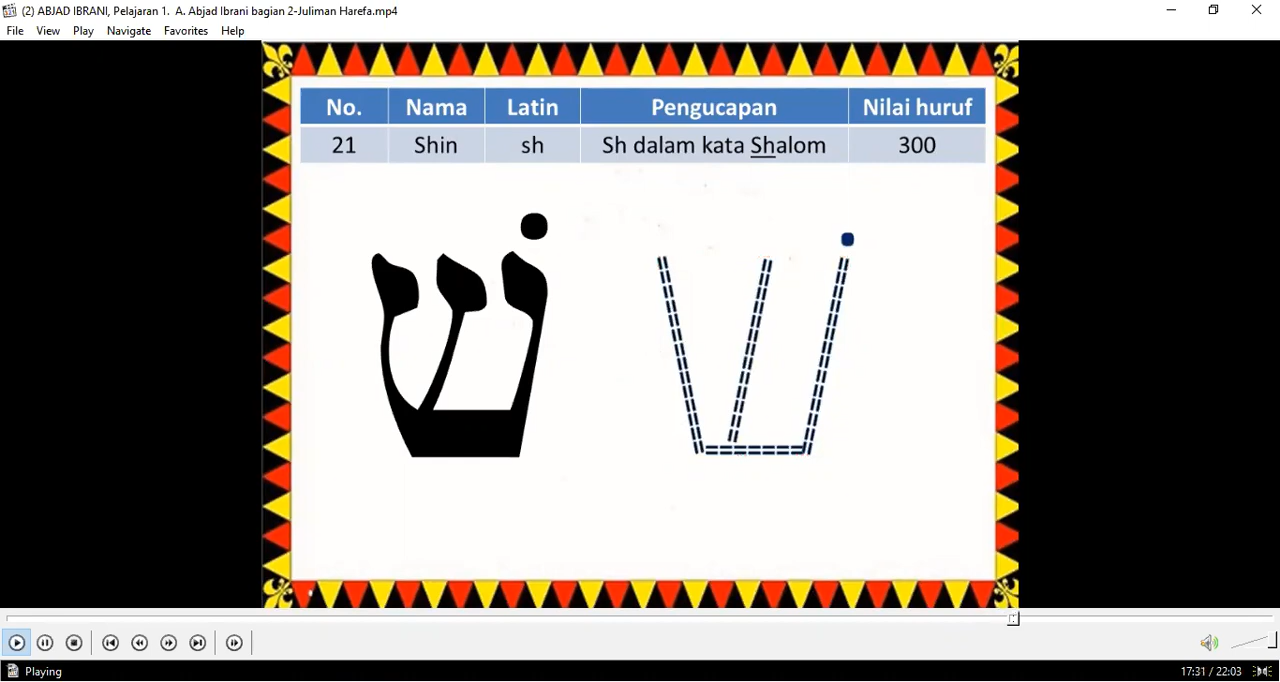 (2) ABJAD IBRANI, Pelajaran 1.  A. Abjad Ibrani bagian 2-Juliman Harefa.mp4
File View Play Navigate Favorites Help
No. Nama Latin Pengucapan Nilai huruf
21 Shin sh Sh dalam kata Shalom 300
שׁ שׁ
Playing 17:31 / 22:03